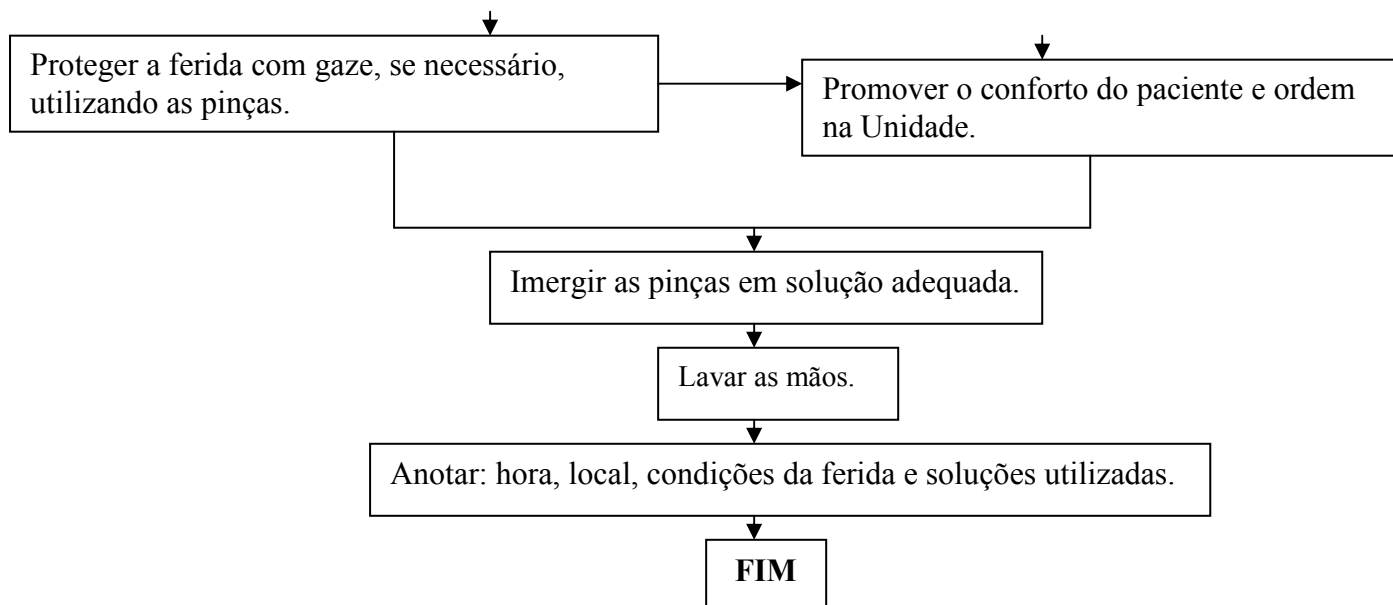 Proteger a ferida com gaze, se necessário,
utilizando as pinças.
Promover o conforto do paciente e ordem
na Unidade.
Imergir as pinças em solução adequada.
Lavar as mãos.
Anotar: hora, local, condições da ferida e soluções utilizadas.
FIM